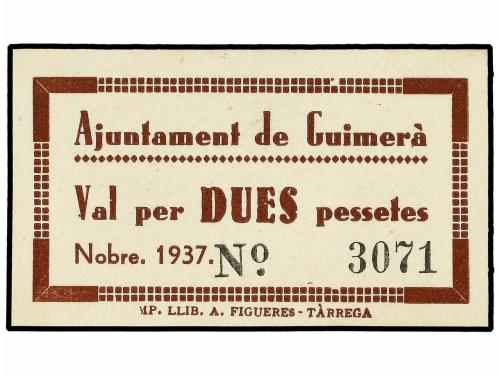 Ajuntament de Guimerà
Val per DUES pessetes
Nobre. 1937. Nº 3071
MP. LLIB. A. FIGUERES - TÀRREGA